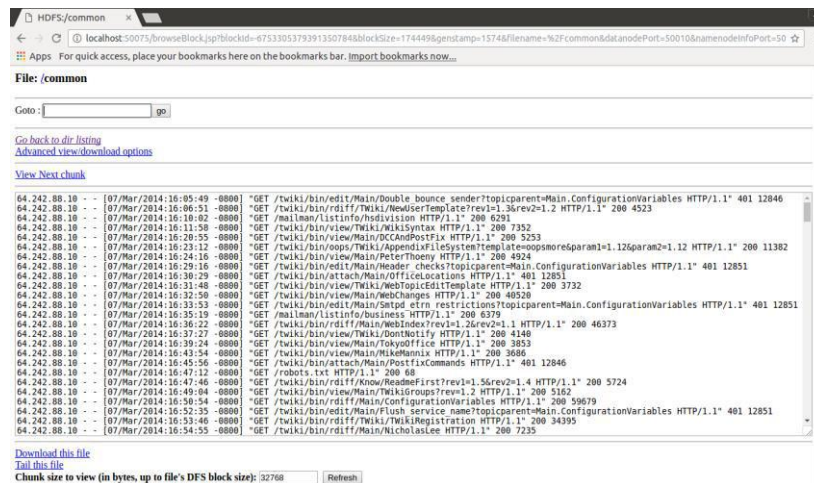 HDFS:/common
localhost:50075/browseBlock.jsp?blockId=-6753305379391350784&blockSize=174449&genstamp=1574&filename=%2Fcommon&datanodePort=50010&namenodeInfoPort=50
Apps For quick access, place your bookmarks here on the bookmarks bar. Import bookmarks now...
File: /common
Goto : go
Go back to dir listing
Advanced view/download options
View Next chunk
64.242.88.10 - - [07/Mar/2014:16:05:49 -0800] "GET /twiki/bin/edit/Main/Double_bounce_sender?topicparent=Main.ConfigurationVariables HTTP/1.1" 401 12846
64.242.88.10 - - [07/Mar/2014:16:06:51 -0800] "GET /twiki/bin/rdiff/TWiki/NewUserTemplate?rev1=1.3&rev2=1.2 HTTP/1.1" 200 4523
64.242.88.10 - - [07/Mar/2014:16:10:02 -0800] "GET /mailman/listinfo/hsdivision HTTP/1.1" 200 6291
64.242.88.10 - - [07/Mar/2014:16:11:58 -0800] "GET /twiki/bin/view/TWiki/WikiSyntax HTTP/1.1" 200 7352
64.242.88.10 - - [07/Mar/2014:16:20:55 -0800] "GET /twiki/bin/view/Main/DCCAndPostFix HTTP/1.1" 200 5253
64.242.88.10 - - [07/Mar/2014:16:23:12 -0800] "GET /twiki/bin/oops/TWiki/AppendixFileSystem?template=oopsmore&param1=1.12&param2=1.12 HTTP/1.1" 200 11382
64.242.88.10 - - [07/Mar/2014:16:24:16 -0800] "GET /twiki/bin/view/Main/PeterThoeny HTTP/1.1" 200 4924
64.242.88.10 - - [07/Mar/2014:16:29:16 -0800] "GET /twiki/bin/edit/Main/Header_checks?topicparent=Main.ConfigurationVariables HTTP/1.1" 401 12851
64.242.88.10 - - [07/Mar/2014:16:30:29 -0800] "GET /twiki/bin/attach/Main/OfficeLocations HTTP/1.1" 401 12851
64.242.88.10 - - [07/Mar/2014:16:31:48 -0800] "GET /twiki/bin/view/TWiki/WebTopicEditTemplate HTTP/1.1" 200 3732
64.242.88.10 - - [07/Mar/2014:16:32:50 -0800] "GET /twiki/bin/view/Main/WebChanges HTTP/1.1" 200 40520
64.242.88.10 - - [07/Mar/2014:16:33:53 -0800] "GET /twiki/bin/edit/Main/Smtpd_etrn_restrictions?topicparent=Main.ConfigurationVariables HTTP/1.1" 401 12851
64.242.88.10 - - [07/Mar/2014:16:35:19 -0800] "GET /mailman/listinfo/business HTTP/1.1" 200 6379
64.242.88.10 - - [07/Mar/2014:16:36:22 -0800] "GET /twiki/bin/rdiff/Main/WebIndex?rev1=1.2&rev2=1.1 HTTP/1.1" 200 46373
64.242.88.10 - - [07/Mar/2014:16:37:27 -0800] "GET /twiki/bin/view/TWiki/DontNotify HTTP/1.1" 200 4140
64.242.88.10 - - [07/Mar/2014:16:39:24 -0800] "GET /twiki/bin/view/Main/TokyoOffice HTTP/1.1" 200 3853
64.242.88.10 - - [07/Mar/2014:16:43:54 -0800] "GET /twiki/bin/view/Main/MikeMannix HTTP/1.1" 200 3686
64.242.88.10 - - [07/Mar/2014:16:45:56 -0800] "GET /twiki/bin/attach/Main/PostfixCommands HTTP/1.1" 401 12846
64.242.88.10 - - [07/Mar/2014:16:47:12 -0800] "GET /robots.txt HTTP/1.1" 200 68
64.242.88.10 - - [07/Mar/2014:16:47:46 -0800] "GET /twiki/bin/rdiff/Know/ReadmeFirst?rev1=1.5&rev2=1.4 HTTP/1.1" 200 5724
64.242.88.10 - - [07/Mar/2014:16:49:04 -0800] "GET /twiki/bin/view/Main/TWikiGroups?rev=1.2 HTTP/1.1" 200 5162
64.242.88.10 - - [07/Mar/2014:16:50:54 -0800] "GET /twiki/bin/rdiff/Main/ConfigurationVariables HTTP/1.1" 200 59679
64.242.88.10 - - [07/Mar/2014:16:52:35 -0800] "GET /twiki/bin/edit/Main/Flush_service_name?topicparent=Main.ConfigurationVariables HTTP/1.1" 401 12851
64.242.88.10 - - [07/Mar/2014:16:53:46 -0800] "GET /twiki/bin/rdiff/TWiki/TWikiRegistration HTTP/1.1" 200 34395
64.242.88.10 - - [07/Mar/2014:16:54:55 -0800] "GET /twiki/bin/rdiff/Main/NicholasLee HTTP/1.1" 200 7235
Download this file
Tail this file
Chunk size to view (in bytes, up to file's DFS block size): 32768 Refresh